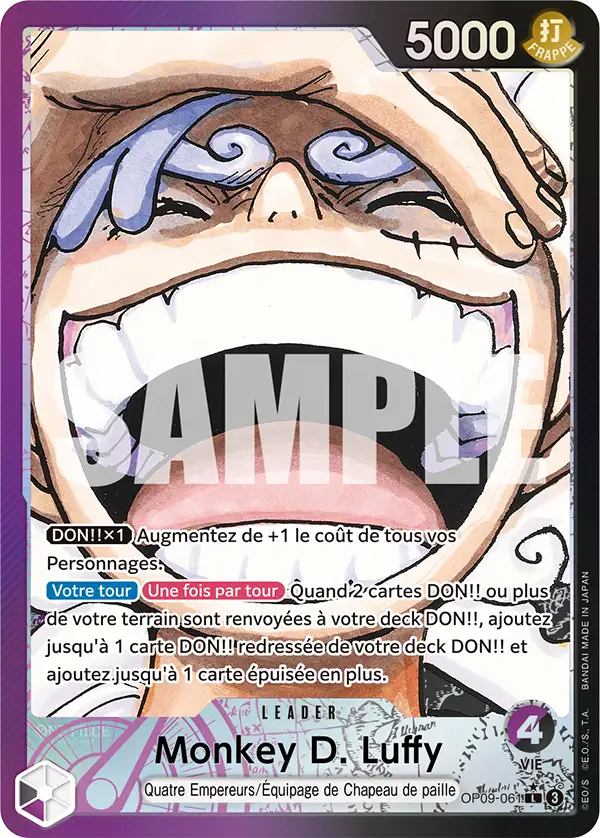 5000
打
FRAPPE
SAMPLE
DON!!×1 Augmentez de +1 le coût de tous vos
Personnages.
Votre tour Une fois par tour Quand 2 cartes DON!! ou plus
de votre terrain sont renvoyées à votre deck DON!!, ajoutez
jusqu'à 1 carte DON!! redressée de votre deck DON!! et
ajoutez jusqu'à 1 carte épuisée en plus.
LEADER
Monkey D. Luffy
Quatre Empereurs/Équipage de Chapeau de paille
4
VIE
OP09-061 L 3
©E.O/S ©E.O./S., T.A. BANDAI MADE IN JAPAN